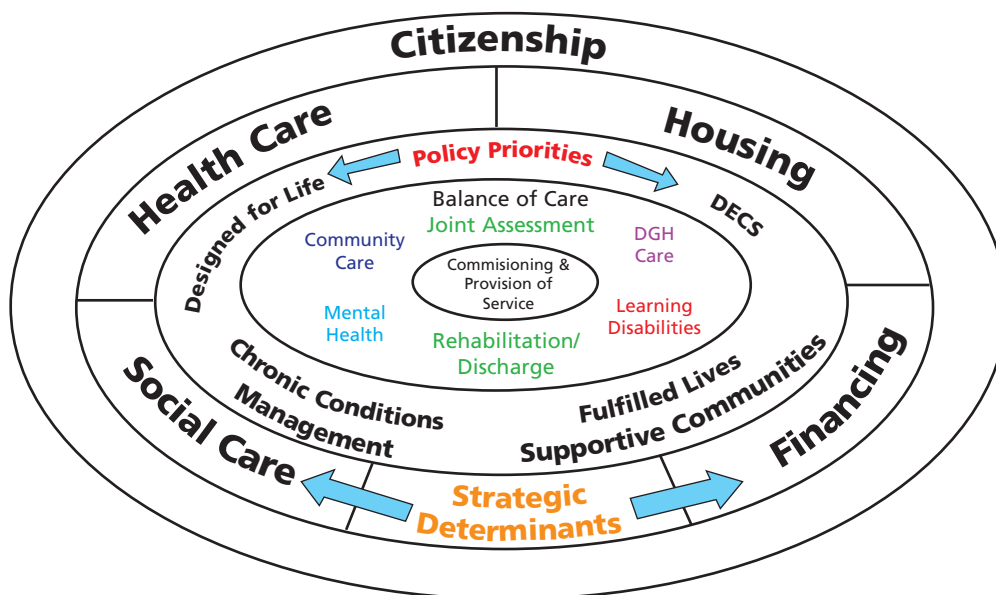 Citizenship
Health Care
Housing
Policy Priorities
Designed for Life
DECS
Balance of Care
Joint Assessment
Community
Care
DGH
Care
Commisioning &
Provision of
Service
Mental
Health
Learning
Disabilities
Rehabilitation/
Discharge
Chronic Conditions
Management
Fulfilled Lives
Supportive Communities
Social Care
Financing
Strategic
Determinants